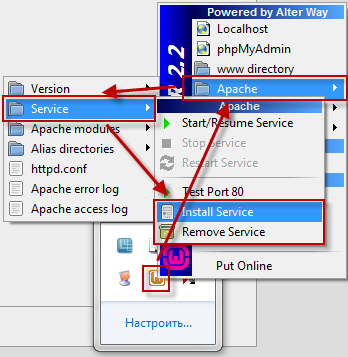 Powered by Alter Way
Localhost
phpMyAdmin
www directory
Apache
Version
Service
Apache modules
Alias directories
httpd.conf
Apache error log
Apache access log
Apache
Start/Resume Service
Stop Service
Restart Service
Test Port 80
Install Service
Remove Service
Put Online
R 2.2
Настроить...